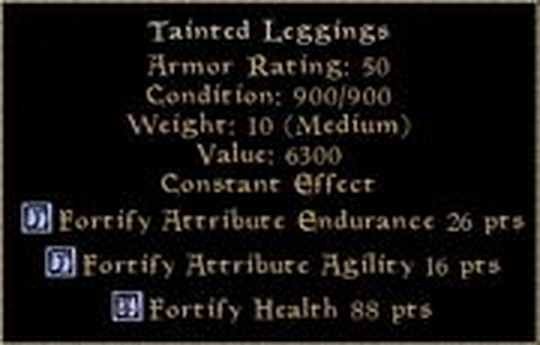 Tainted Leggings
Armor Rating: 50
Condition: 900/900
Weight: 10 (Medium)
Value: 6300
Constant Effect
Fortify Attribute Endurance 26 pts
Fortify Attribute Agility 16 pts
Fortify Health 88 pts